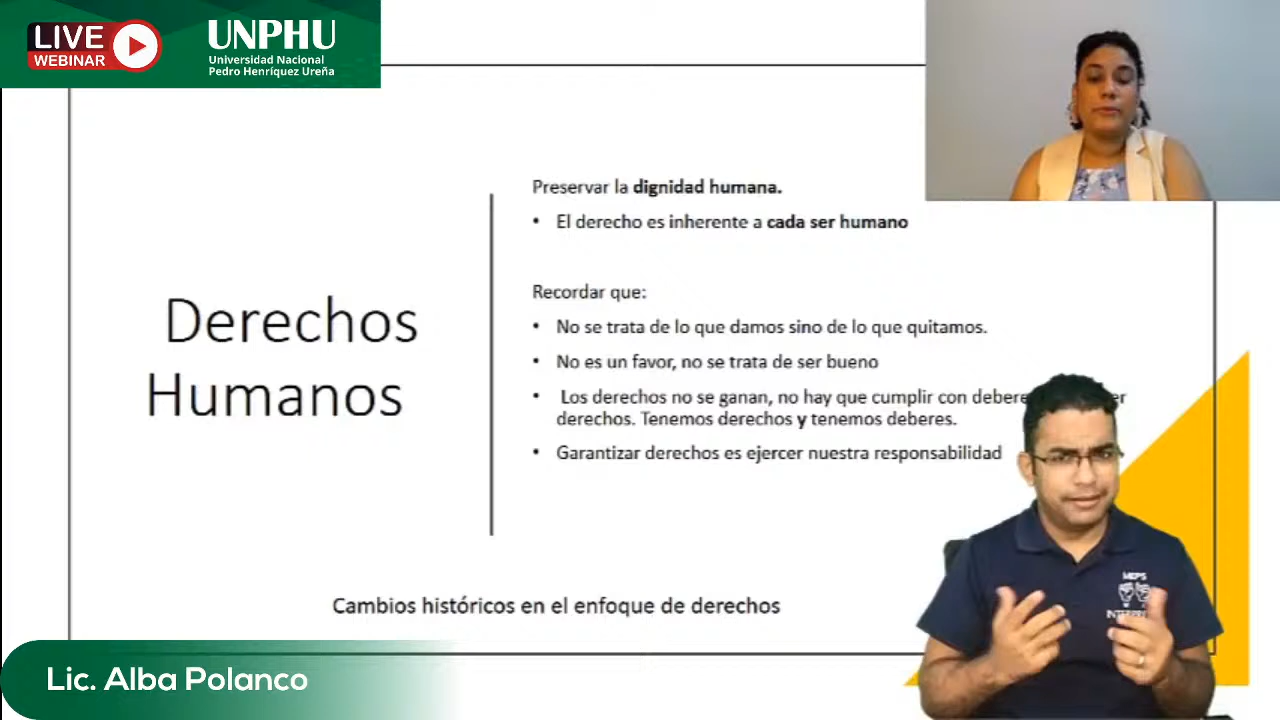 LIVE
WEBINAR
UNPHU
Universidad Nacional
Pedro Henríquez Ureña
Preservar la dignidad humana.
• El derecho es inherente a cada ser humano
Recordar que:
• No se trata de lo que damos sino de lo que quitamos.
• No es un favor, no se trata de ser bueno
• Los derechos no se ganan, no hay que cumplir con
derechos. Tenemos derechos y tenemos deberes.
• Garantizar derechos es ejercer nuestra responsabilidad
Derechos
Humanos
Cambios históricos en el enfoque de derechos
Lic. Alba Polanco